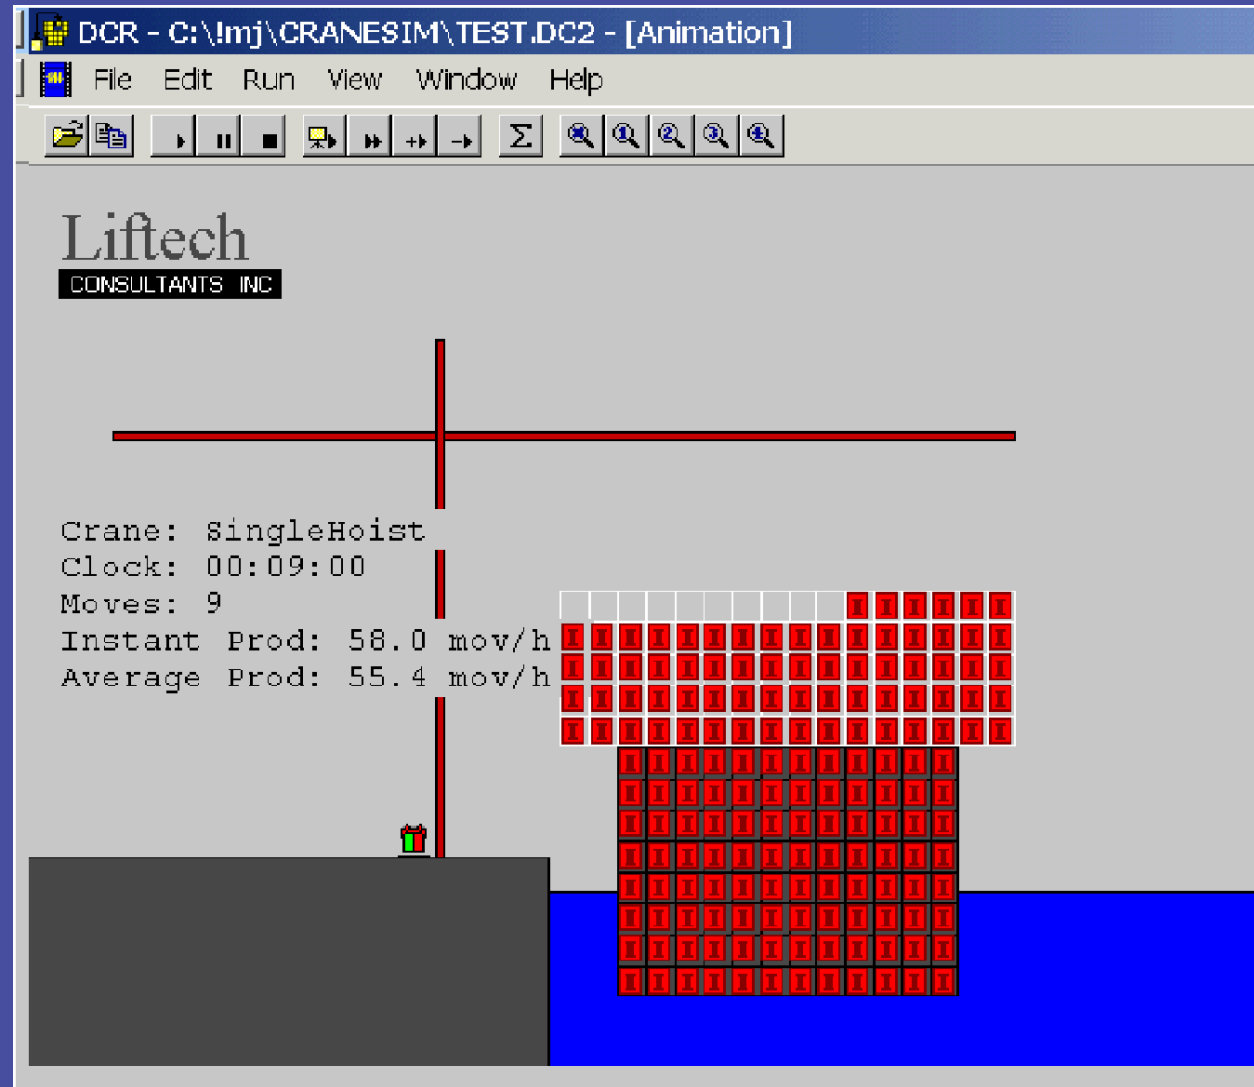 DCR - C:\!mj\CRANESIM\TEST.DC2 - [Animation]
File Edit Run View Window Help
Liftech
CONSULTANTS INC
Crane: SingleHoist
Clock: 00:09:00
Moves: 9
Instant Prod: 58.0 mov/h
Average Prod: 55.4 mov/h